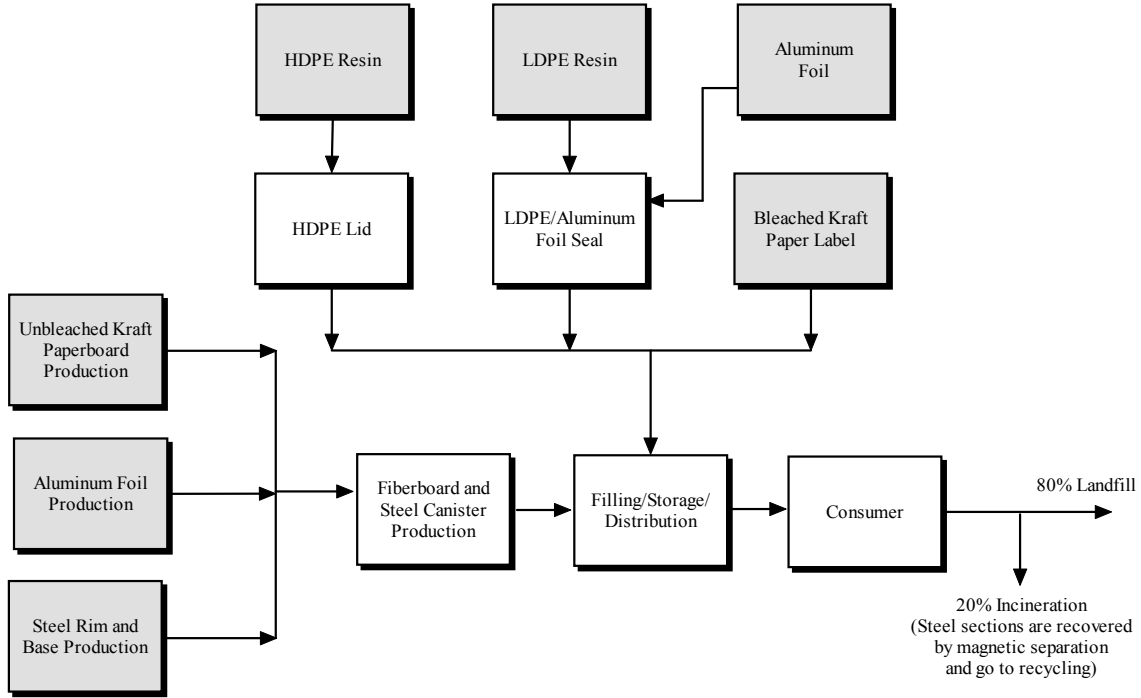 HDPE Resin
LDPE Resin
Aluminum
Foil
HDPE Lid
LDPE/Aluminum
Foil Seal
Bleached Kraft
Paper Label
Unbleached Kraft
Paperboard
Production
Aluminum Foil
Production
Steel Rim and
Base Production
Fiberboard and
Steel Canister
Production
Filling/Storage/
Distribution
Consumer
80% Landfill
20% Incineration
(Steel sections are recovered
by magnetic separation
and go to recycling)